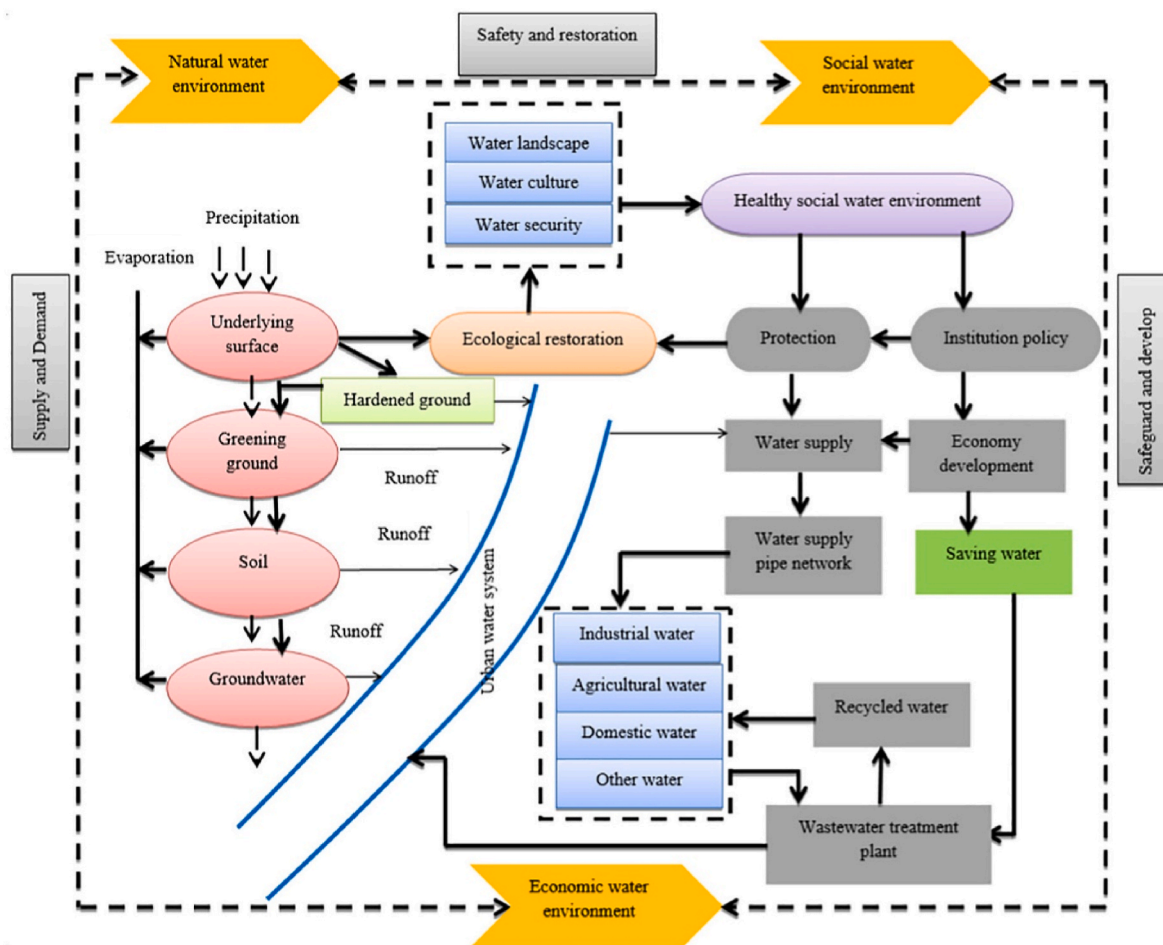 Safety and restoration
Natural water
environment
Social water
environment
Water landscape
Water culture
Water security
Healthy social water environment
Precipitation
Evaporation
Supply and Demand
Safeguard and develop
Underlying
surface
Ecological restoration
Protection
Institution policy
Hardened ground
Greening
ground
Runoff
Water supply
Economy
development
Soil
Runoff
Water supply
pipe network
Saving water
Urban water system
Runoff
Groundwater
Industrial water
Agricultural water
Domestic water
Other water
Recycled water
Wastewater treatment
plant
Economic water
environment